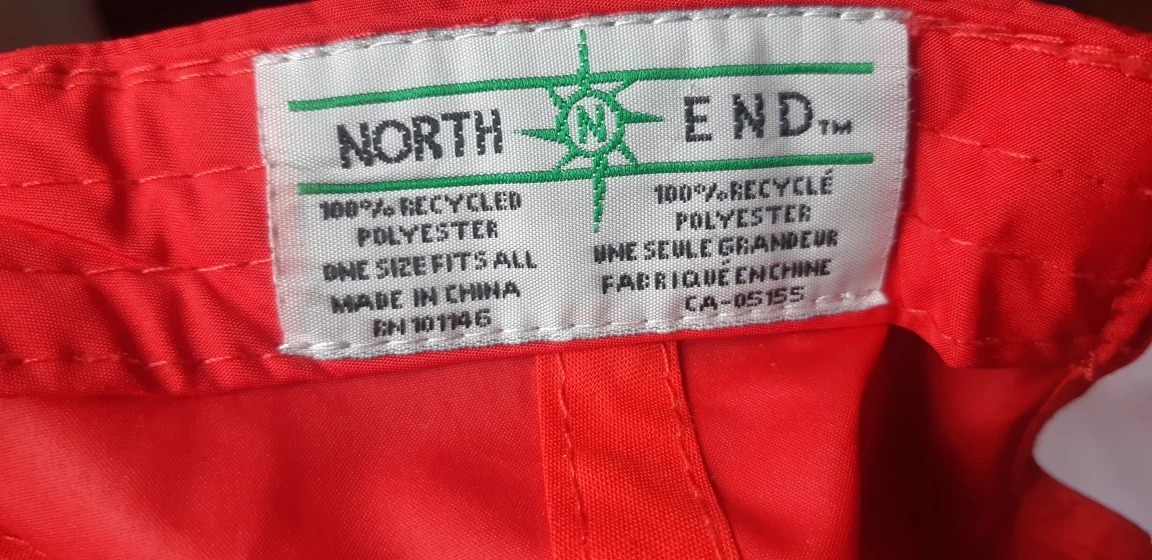 NORTH N END™
100% RECYCLED
POLYESTER
ONE SIZE FITS ALL
MADE IN CHINA
RN 101146
100% RECYCLÉ
POLYESTER
UNE SEULE GRANDEUR
FABRIQUÉ EN CHINE
CA-05155